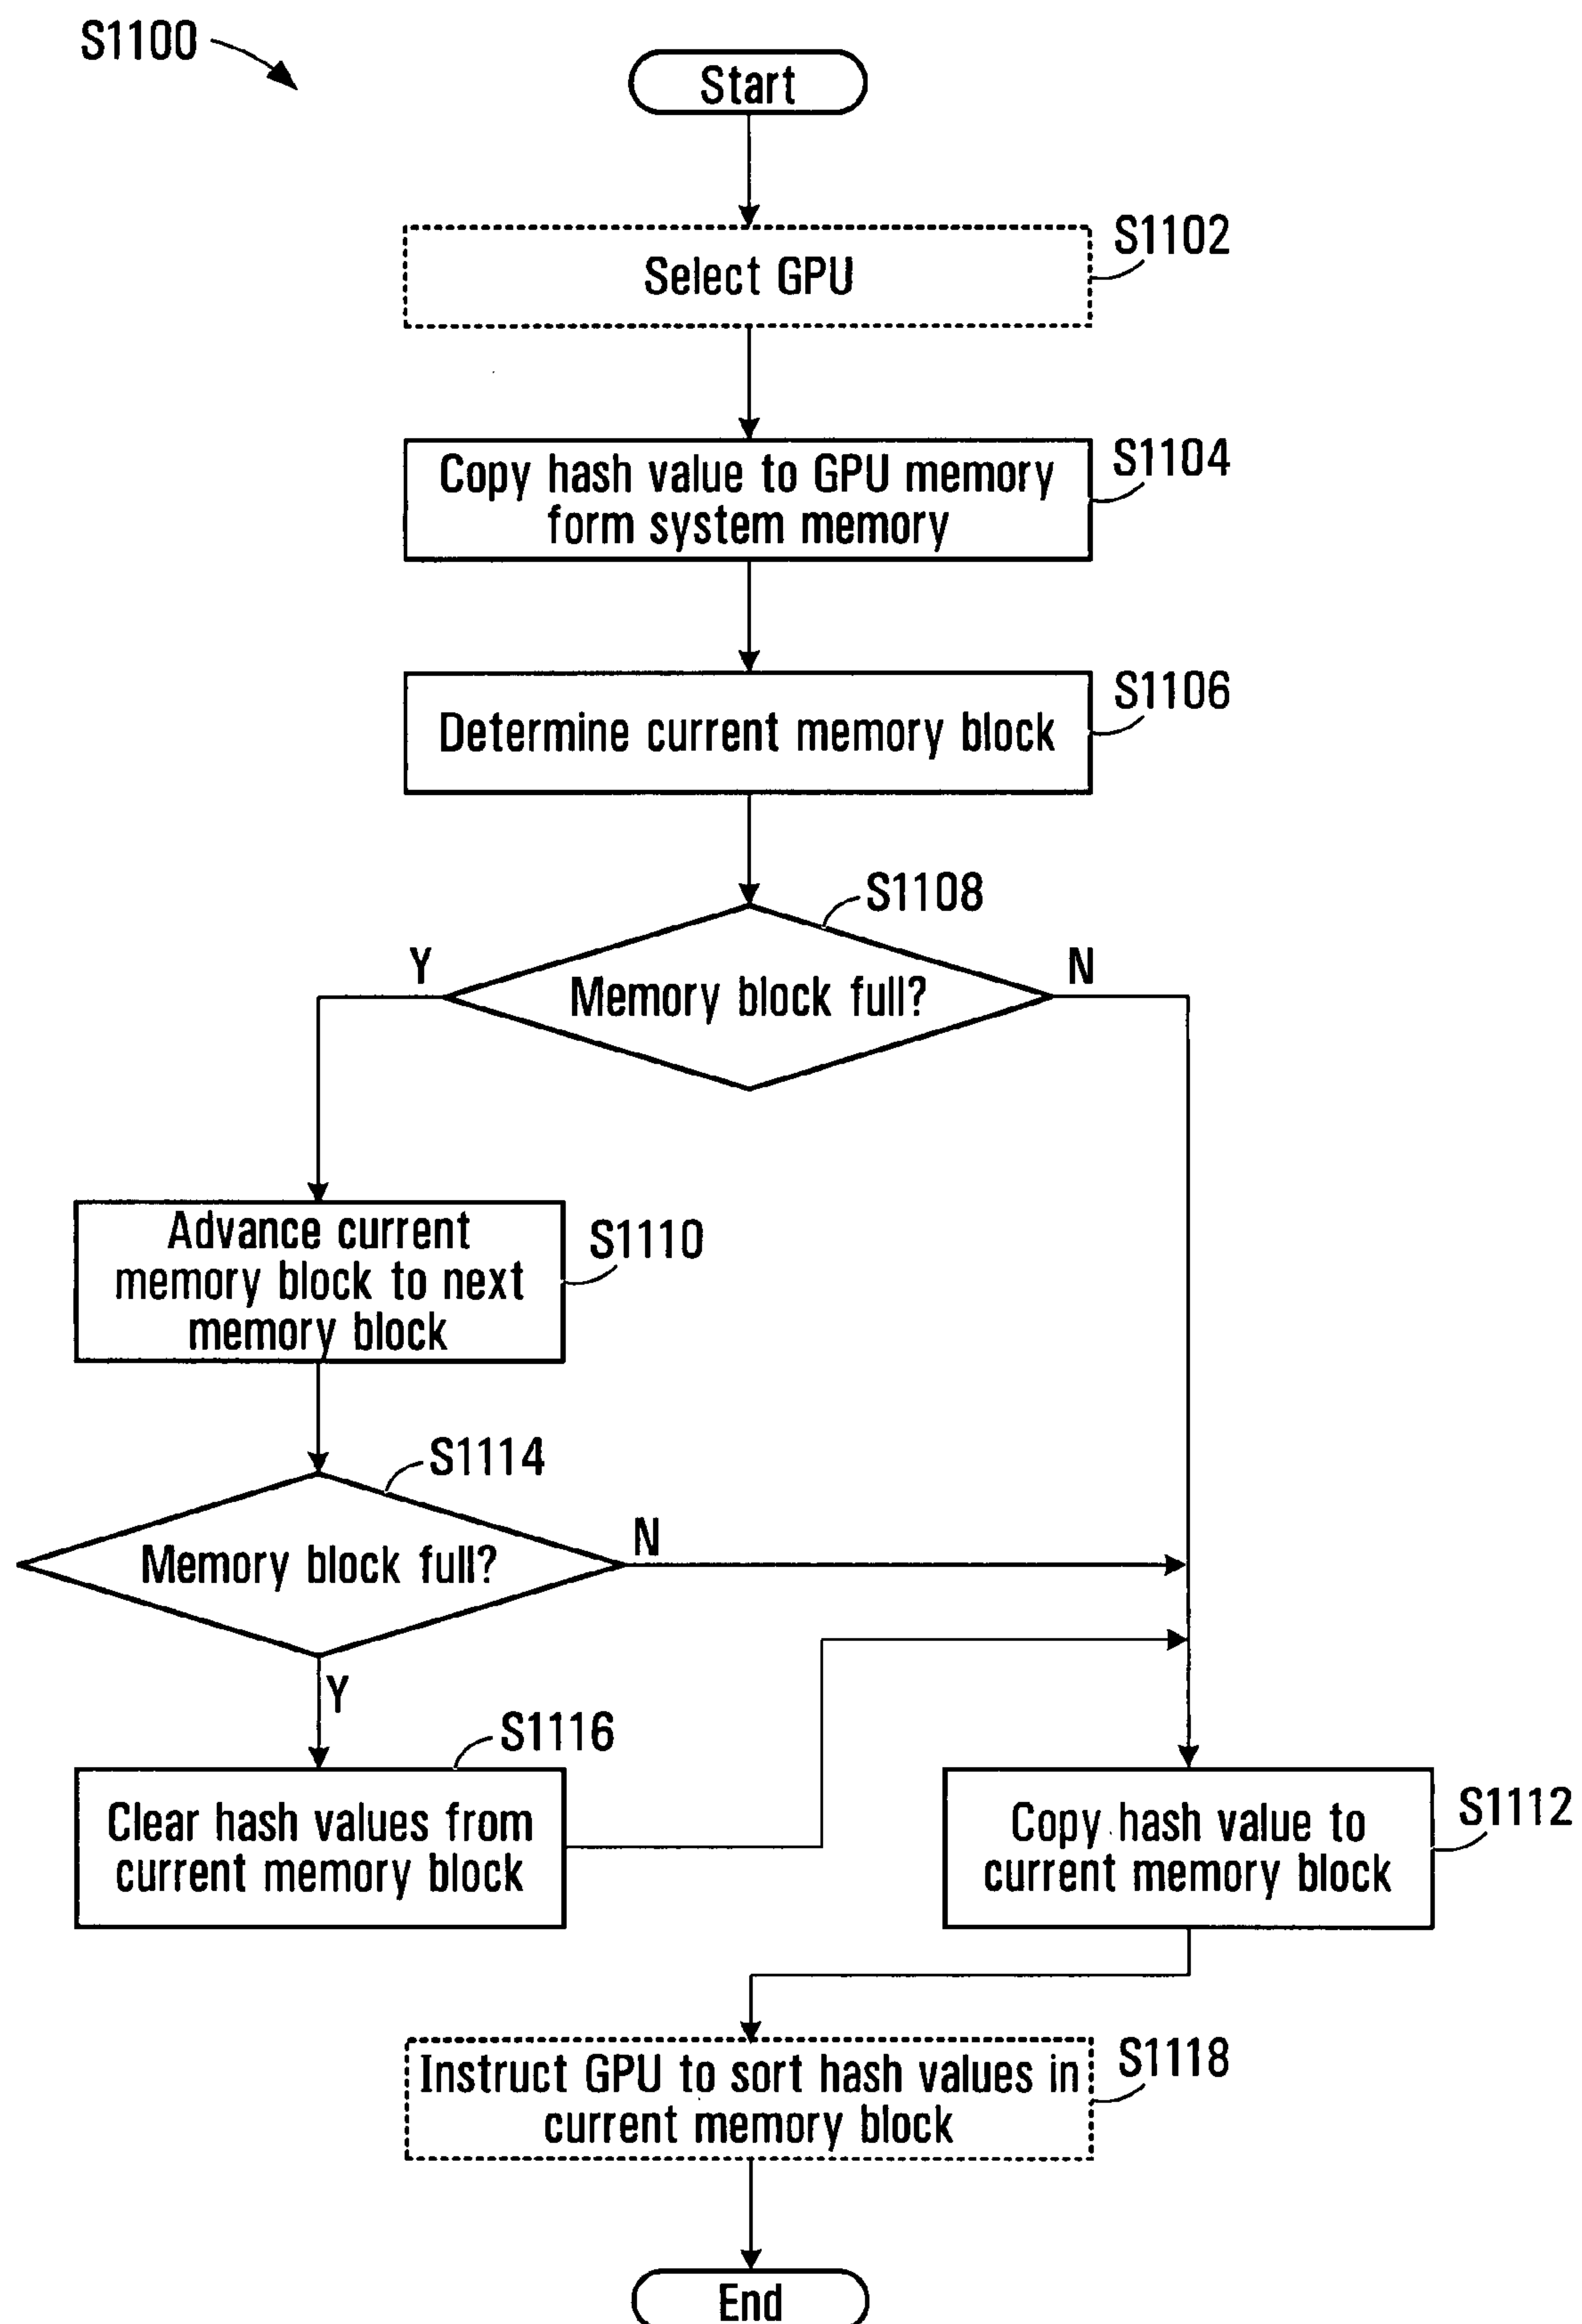 S1100
Start
S1102
Select GPU
S1104
Copy hash value to GPU memory
form system memory
S1106
Determine current memory block
S1108
Y
N
Memory block full?
Advance current
memory block to next
memory block
S1110
S1114
N
Memory block full?
Y
S1116
Clear hash values from
current memory block
S1112
Copy hash value to
current memory block
S1118
Instruct GPU to sort hash values in
current memory block
End